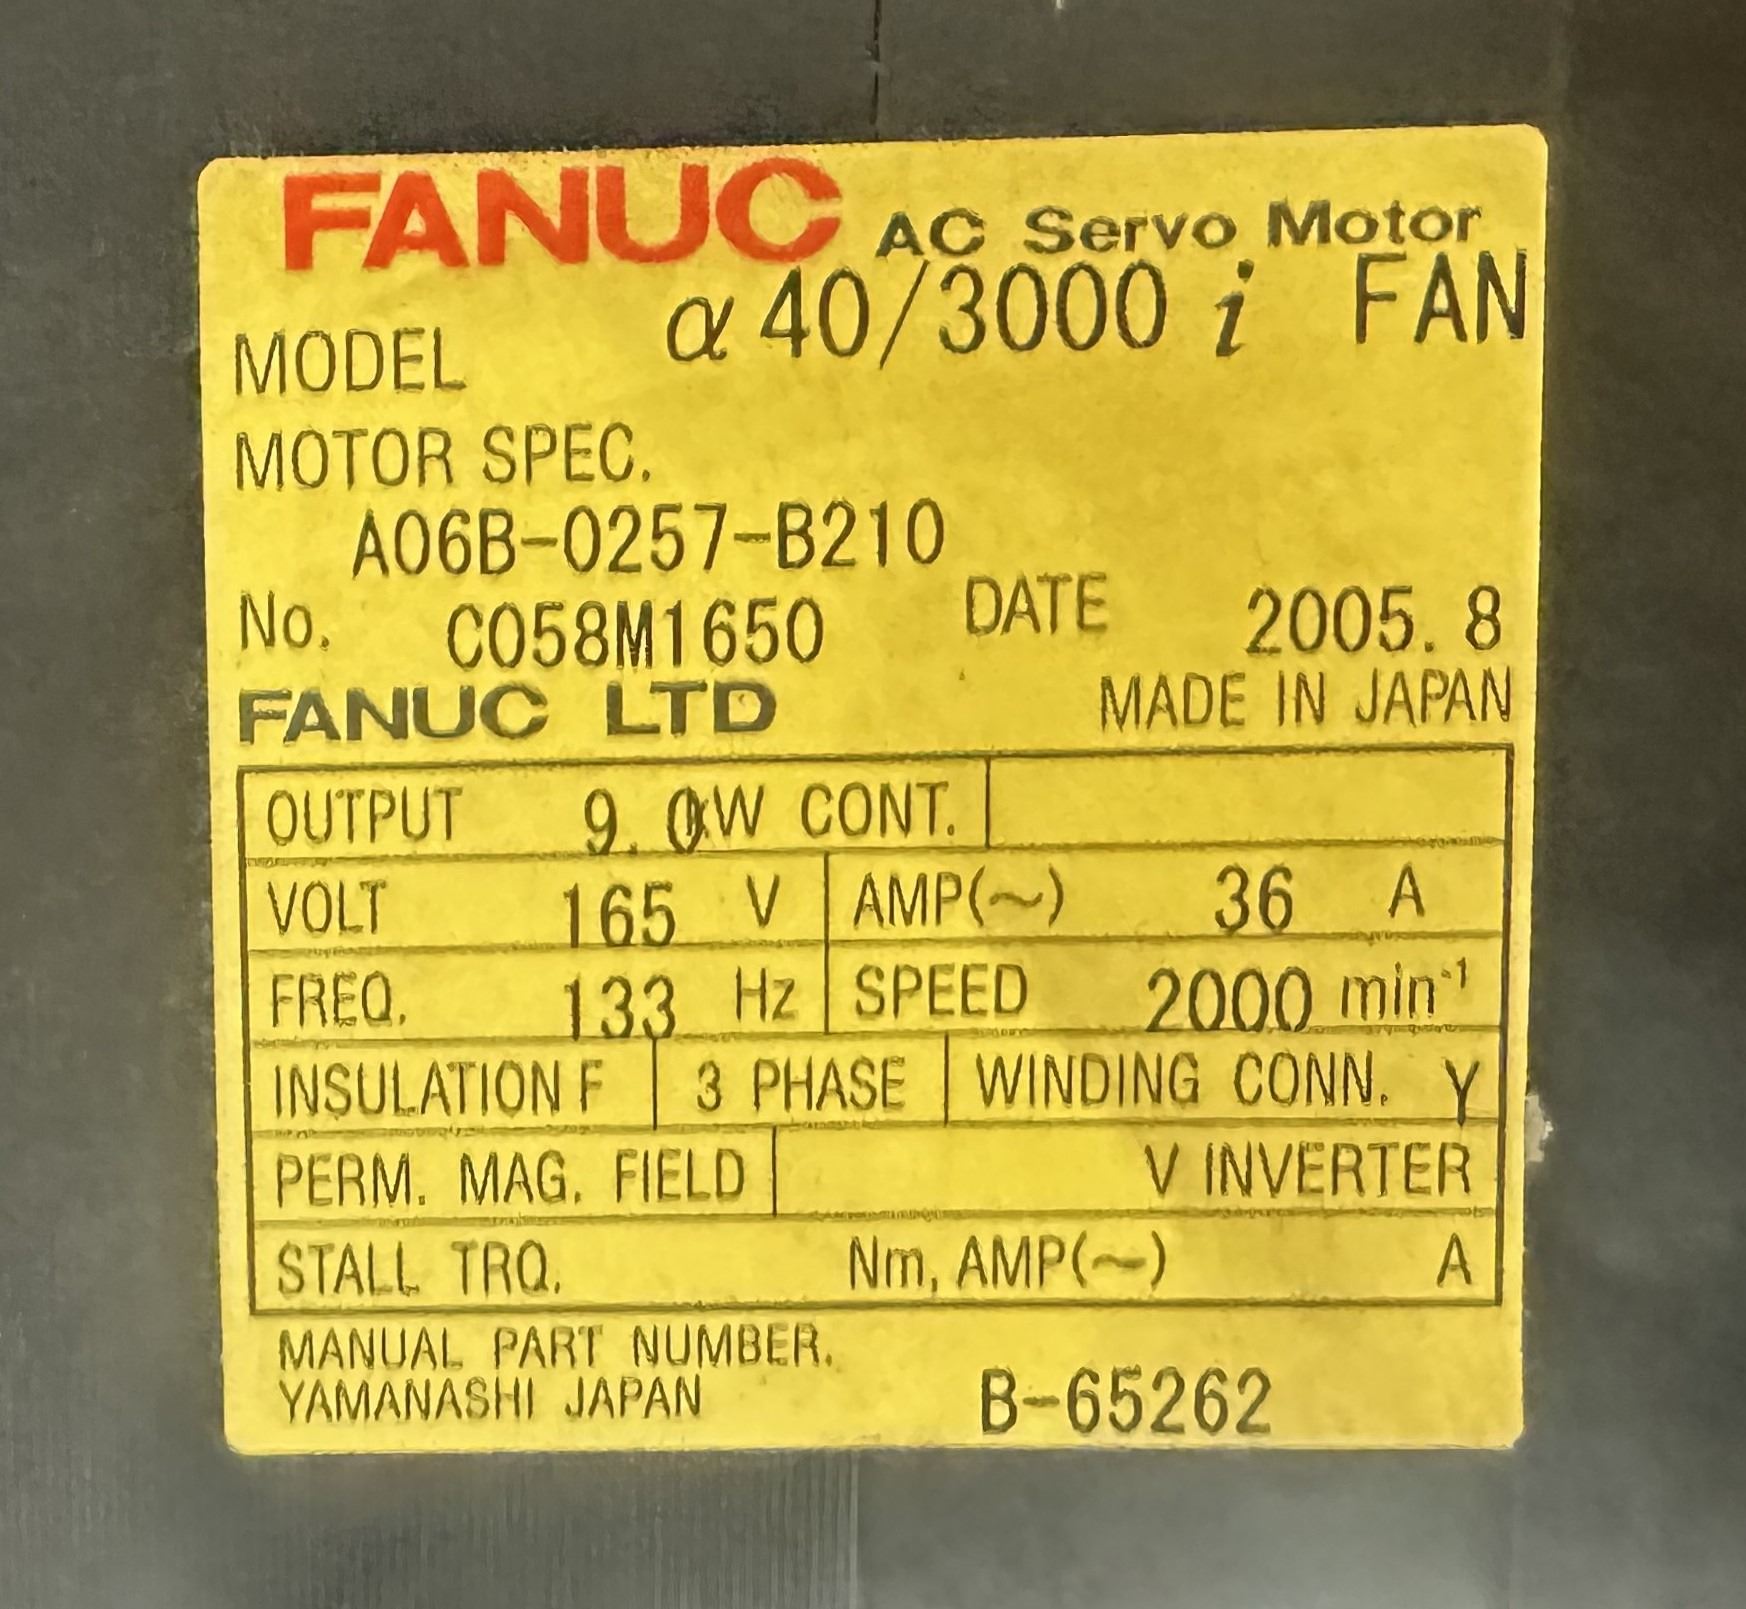 FANUC AC Servo Motor
MODEL α40/3000 i FAN
MOTOR SPEC.
A06B-0257-B210
No. C058M1650 DATE 2005. 8
FANUC LTD MADE IN JAPAN
OUTPUT 9.0kW CONT.
VOLT 165 V AMP(~) 36 A
FREQ. 133 Hz SPEED 2000 min⁻¹
INSULATION F 3 PHASE WINDING CONN. Y
PERM. MAG. FIELD V INVERTER
STALL TRQ. Nm, AMP(~) A
MANUAL PART NUMBER.
YAMANASHI JAPAN B-65262